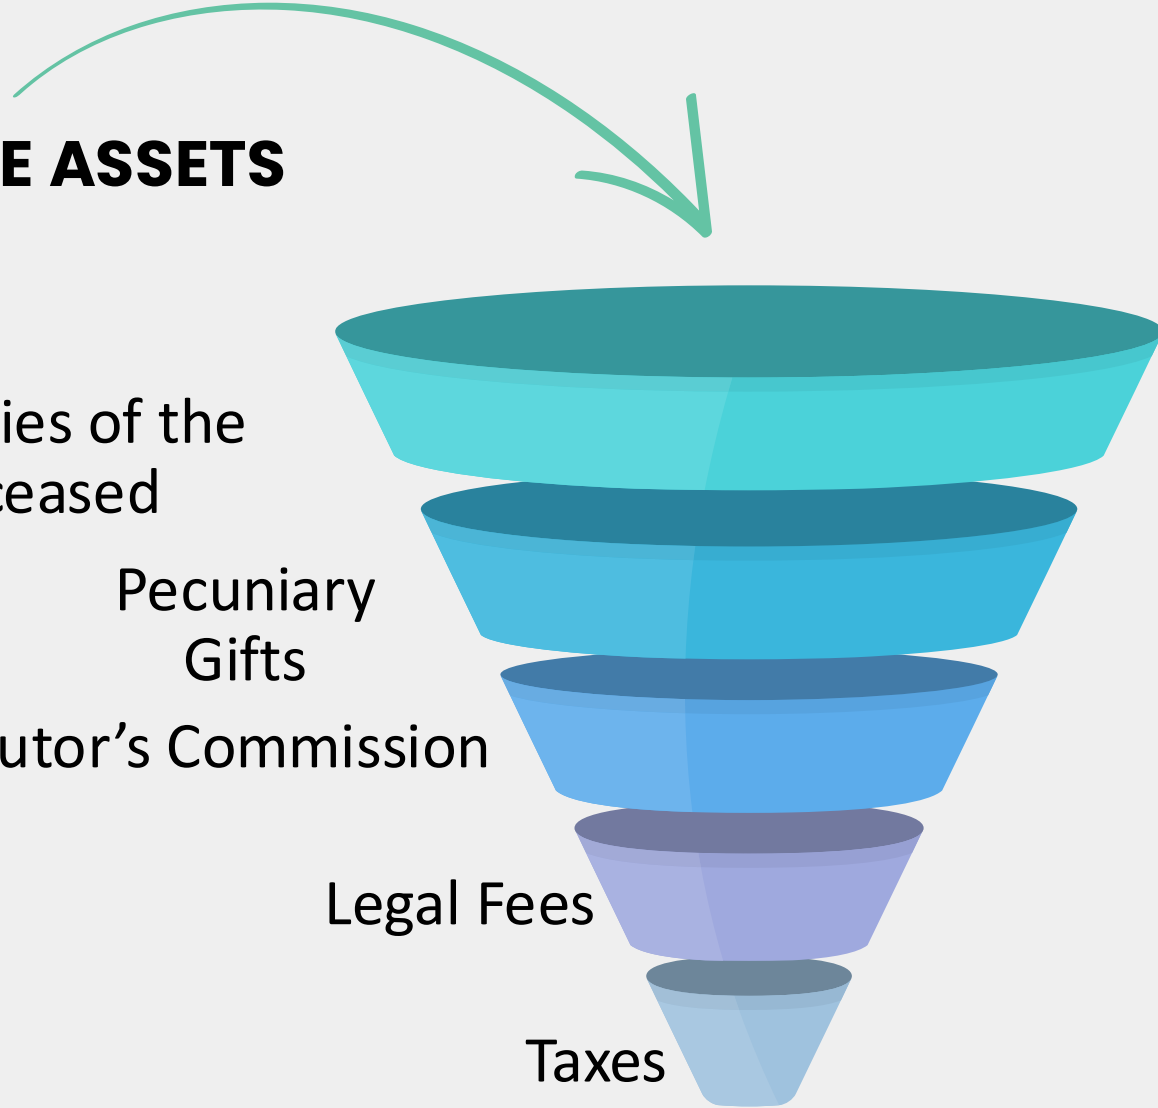 E ASSETS
ies of the
ceased
Pecuniary
Gifts
utor’s Commission
Legal Fees
Taxes